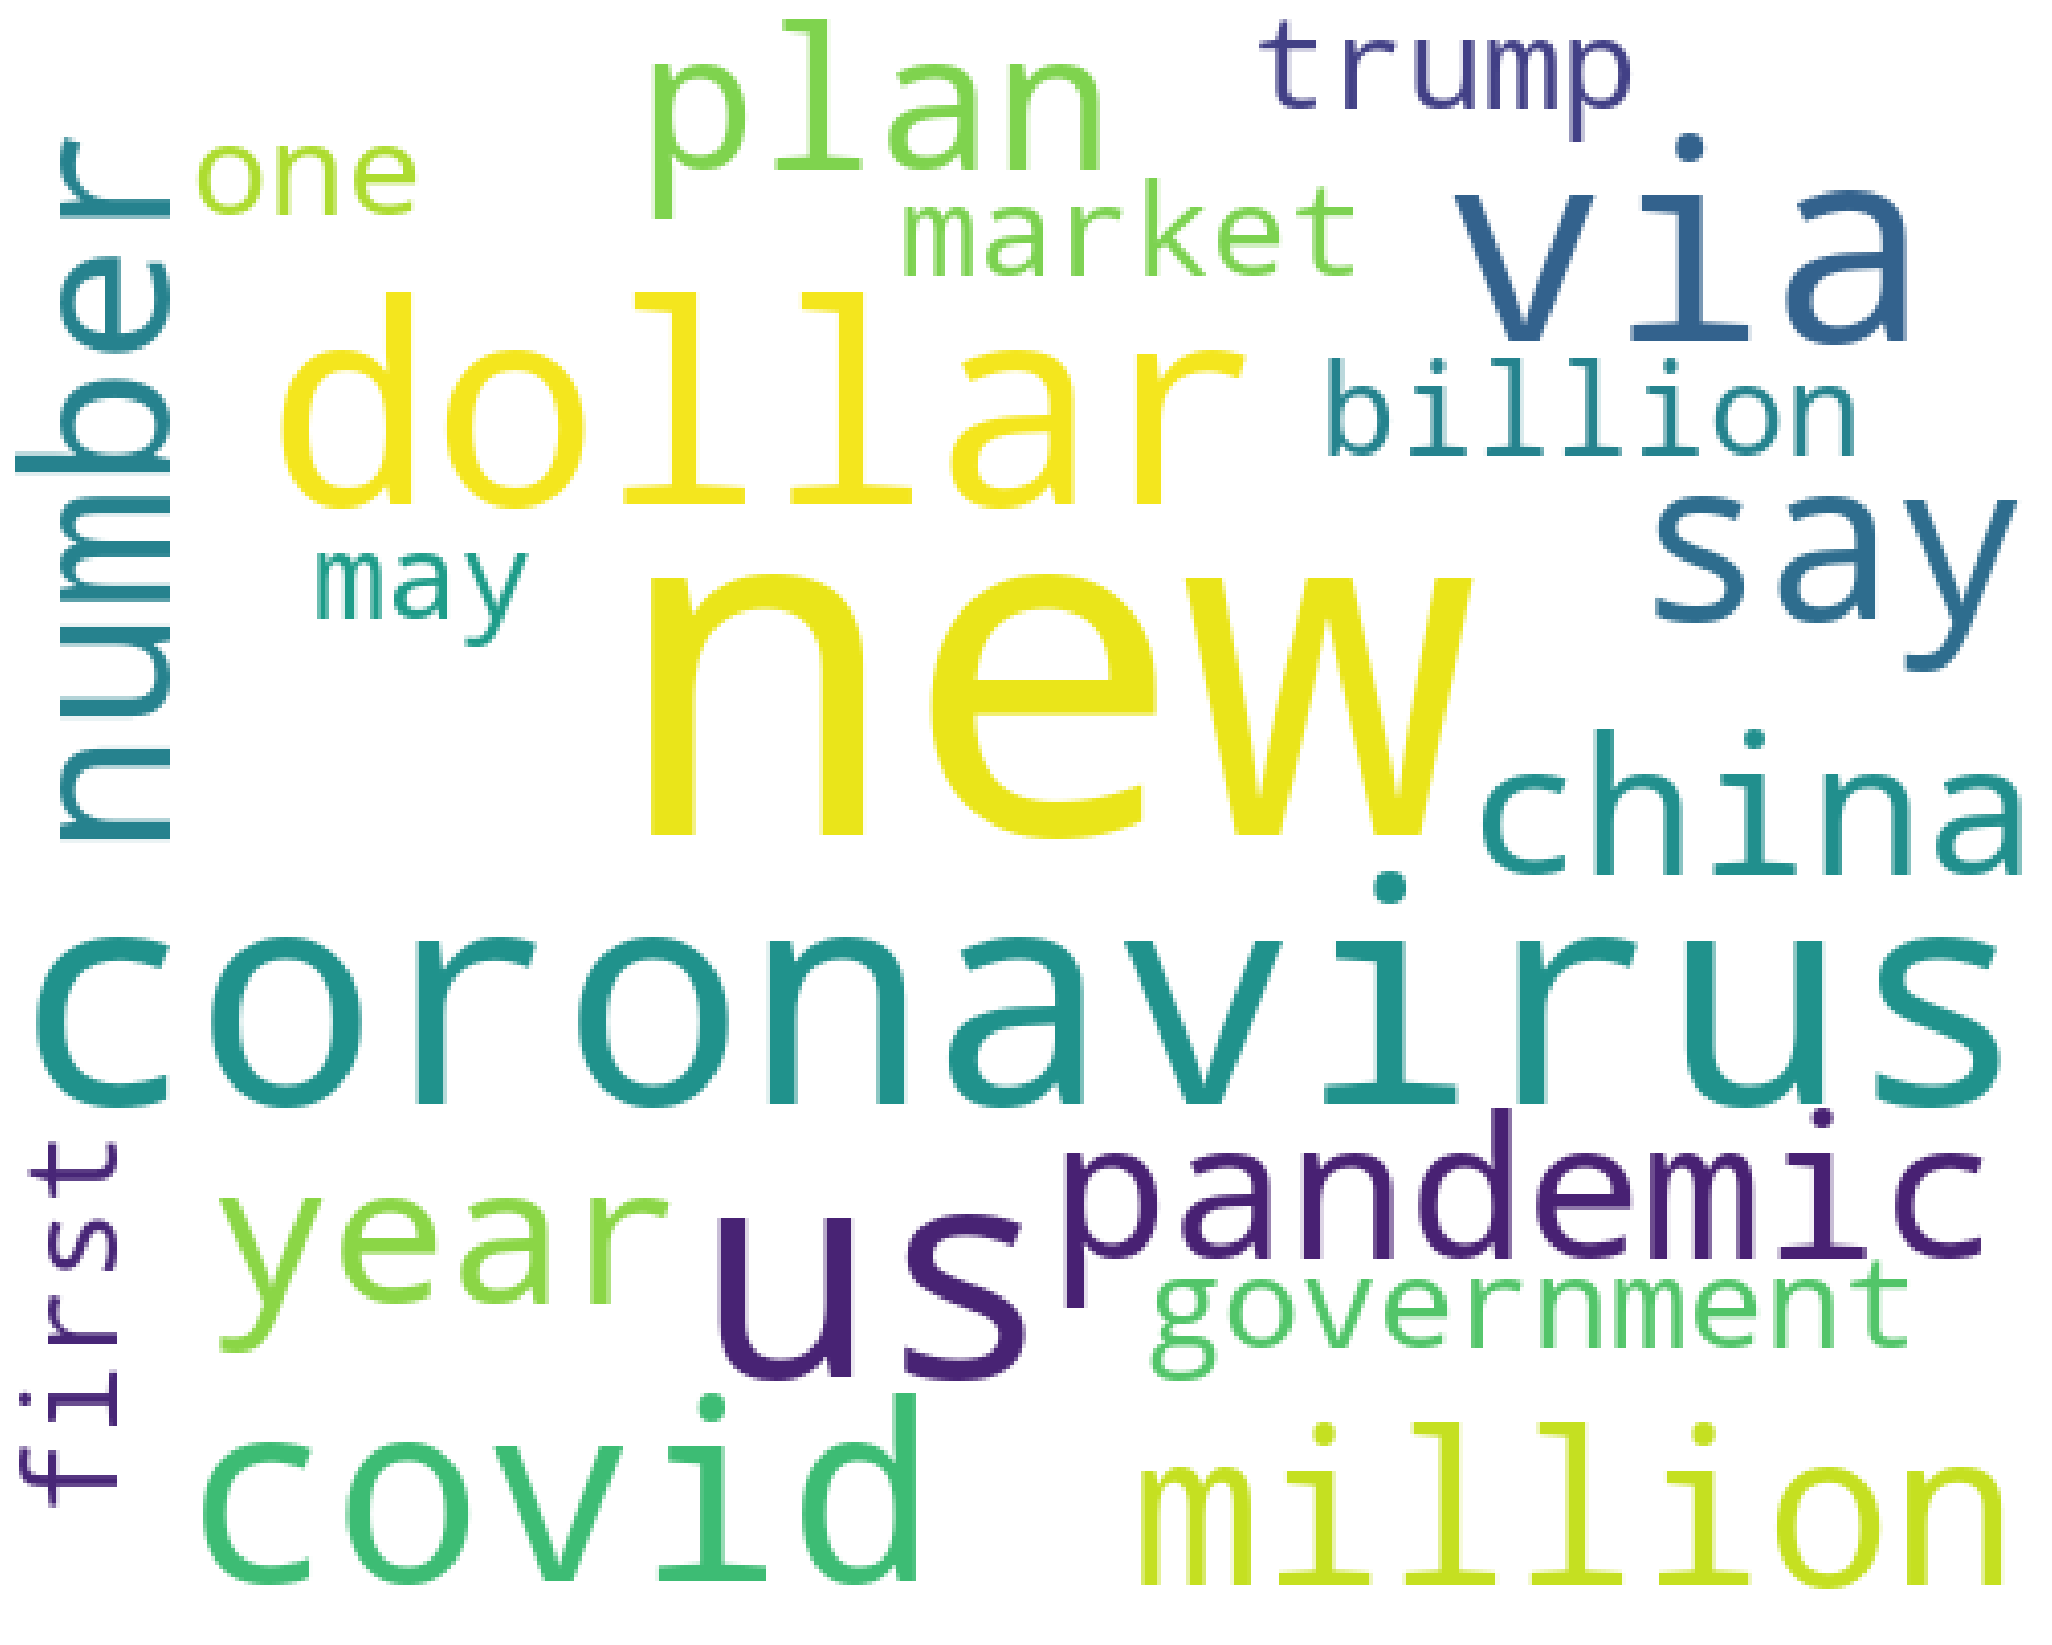 trump
plan
one
market
via
number
dollar
billion
may
say
new
china
coronavirus
first
year
us
pandemic
government
covid
million